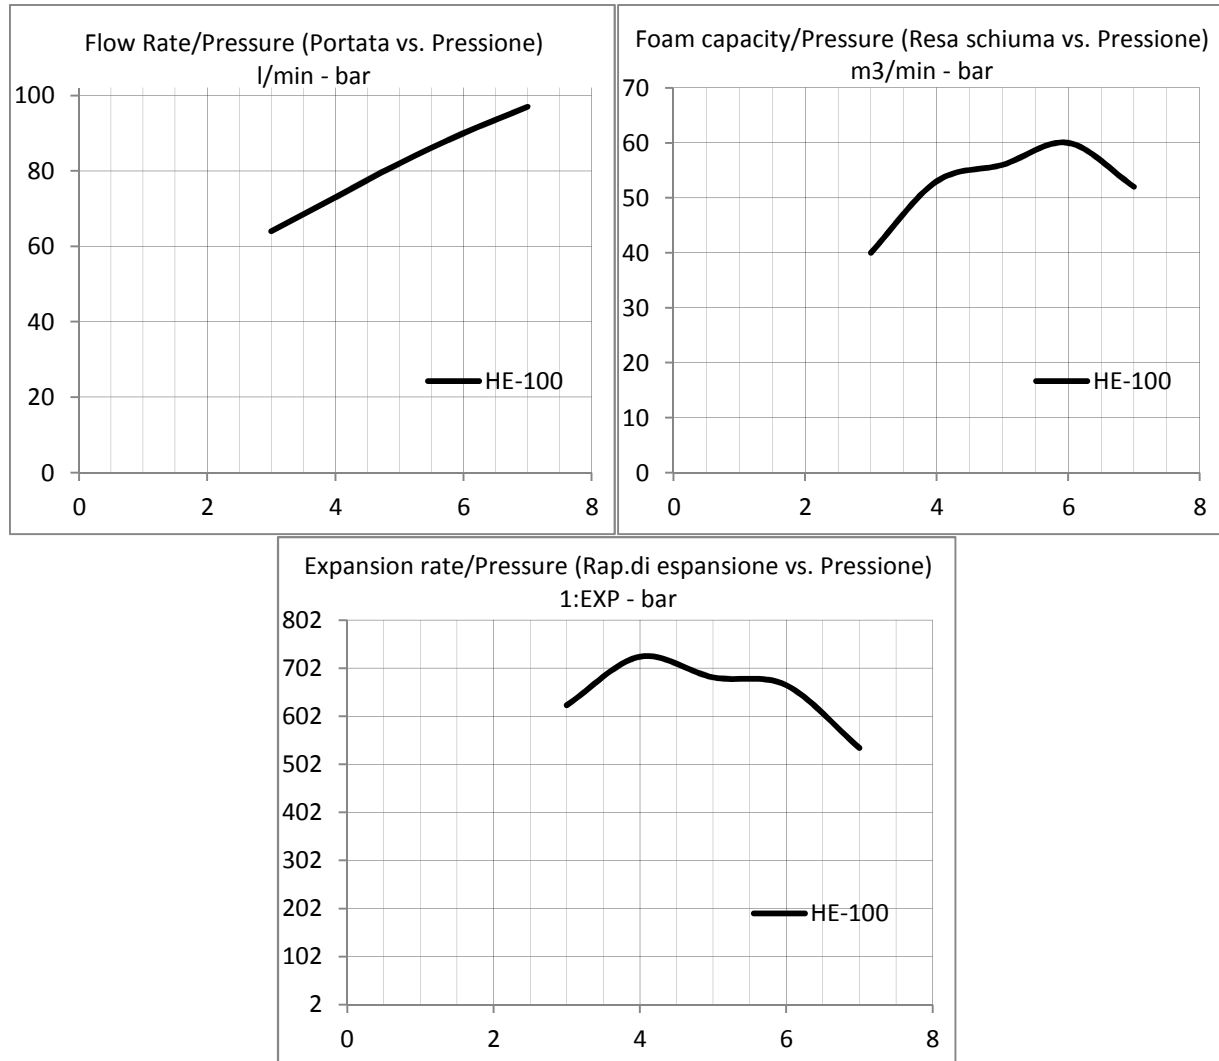 Flow Rate/Pressure (Portata vs. Pressione)
l/min - bar
100
80
60
40
20
0
0 2 4 6 8
HE-100
Foam capacity/Pressure (Resa schiuma vs. Pressione)
m3/min - bar
70
60
50
40
30
20
10
0
0 2 4 6 8
HE-100
Expansion rate/Pressure (Rap.di espansione vs. Pressione)
1:EXP - bar
802
702
602
502
402
302
202
102
2
0 2 4 6 8
HE-100